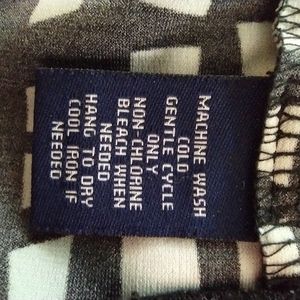 MACHINE WASH
COLD
GENTLE CYCLE
ONLY
NON-CHLORINE
BLEACH WHEN
NEEDED
HANG TO DRY
COOL IRON IF
NEEDED